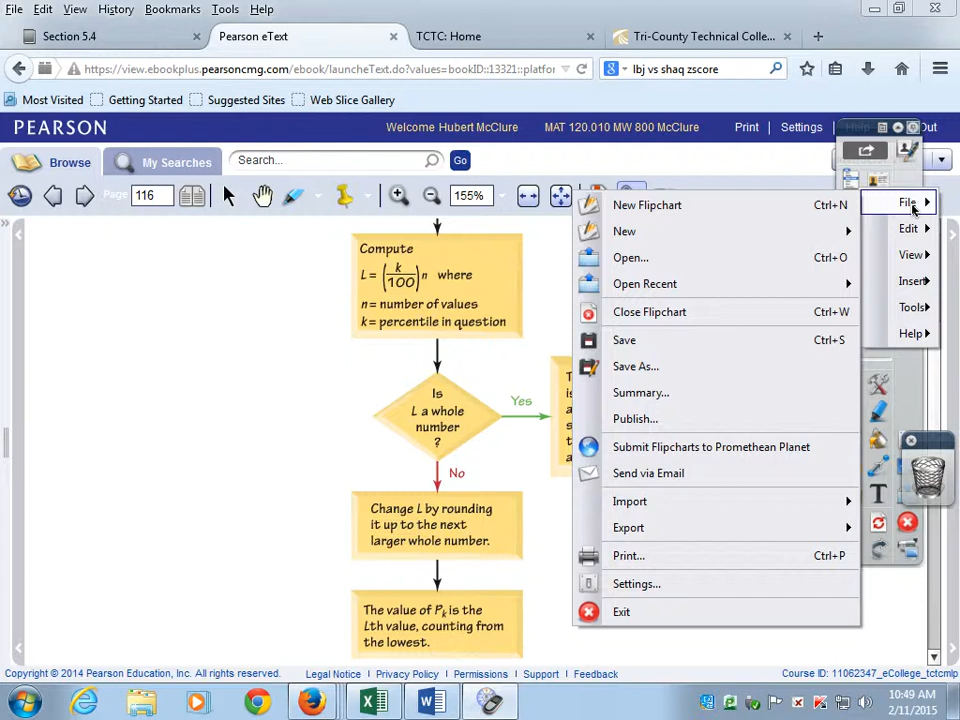 File Edit View History Bookmarks Tools Help
Section 5.4 Pearson eText TCTC: Home Tri-County Technical Colle...
https://view.ebookplus.pearsoncmg.com/ebook/launcheText.do?values=bookID::13321::platfor lbj vs shaq zscore
Most Visited Getting Started Suggested Sites Web Slice Gallery
PEARSON Welcome Hubert McClure MAT 120.010 MW 800 McClure Print Settings Help Out
Browse My Searches Search... Go
Page 116 155%
Compute
L = (k/100) n where
n = number of values
k = percentile in question
Is
L a whole
number
?
Yes
No
Change L by rounding
it up to the next
larger whole number.
The value of Pk is the
Lth value, counting from
the lowest.
New Flipchart Ctrl+N
New
Open... Ctrl+O
Open Recent
Close Flipchart Ctrl+W
Save Ctrl+S
Save As...
Summary...
Publish...
Submit Flipcharts to Promethean Planet
Send via Email
Import
Export
Print... Ctrl+P
Settings...
Exit
File
Edit
View
Insert
Tools
Help
T
Copyright © 2014 Pearson Education, Inc. All rights reserved. Legal Notice | Privacy Policy | Permissions | Support | Feedback Course ID: 11062347_eCollege_tctcmlp
10:49 AM
2/11/2015